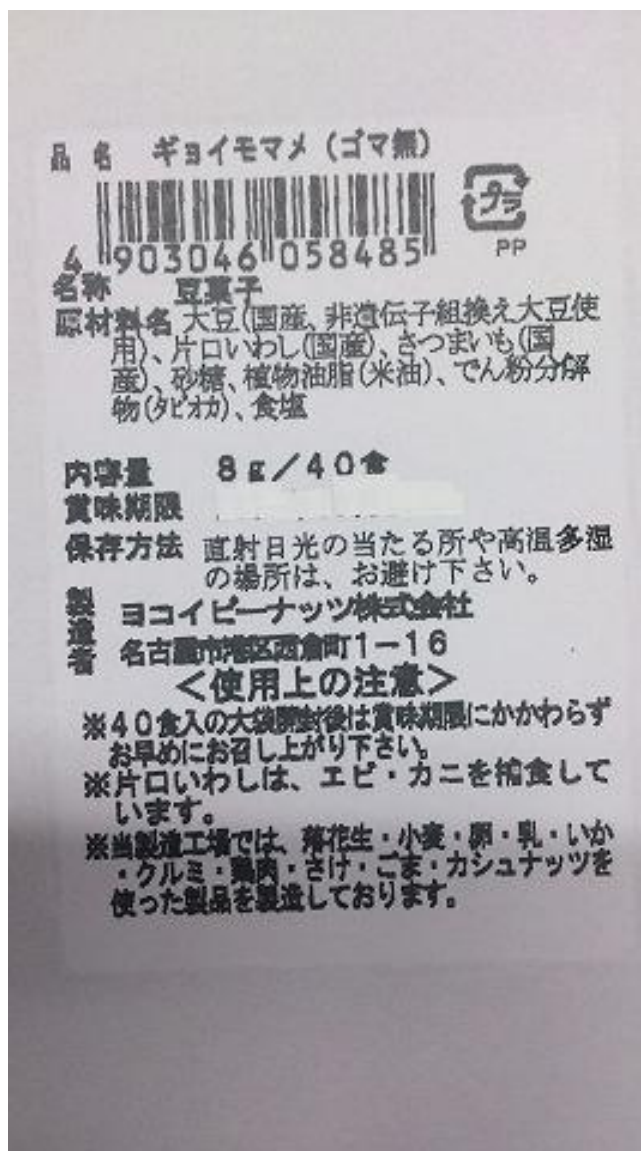 品 名 ギョイモマメ(ゴマ無)
4 903046 058485
プラ
PP
名称 豆菓子
原材料名 大豆(国産、非遺伝子組換え大豆使
用)、片口いわし(国産)、さつまいも(国
産)、砂糖、植物油脂(米油)、でん粉分解
物(タピオカ)、食塩
内容量 8g/40食
賞味期限
保存方法 直射日光の当たる所や高温多湿
の場所は、お避け下さい。
製造者 ヨコイピーナッツ株式会社
名古屋市港区西倉町1-16
<使用上の注意>
※40食入の大袋開封後は賞味期限にかかわらず
お早めにお召し上がり下さい。
※片口いわしは、エビ・カニを捕食して
います。
※当製造工場では、落花生・小麦・卵・乳・いか
・クルミ・鶏肉・さけ・ごま・カシュナッツを
使った製品を製造しております。